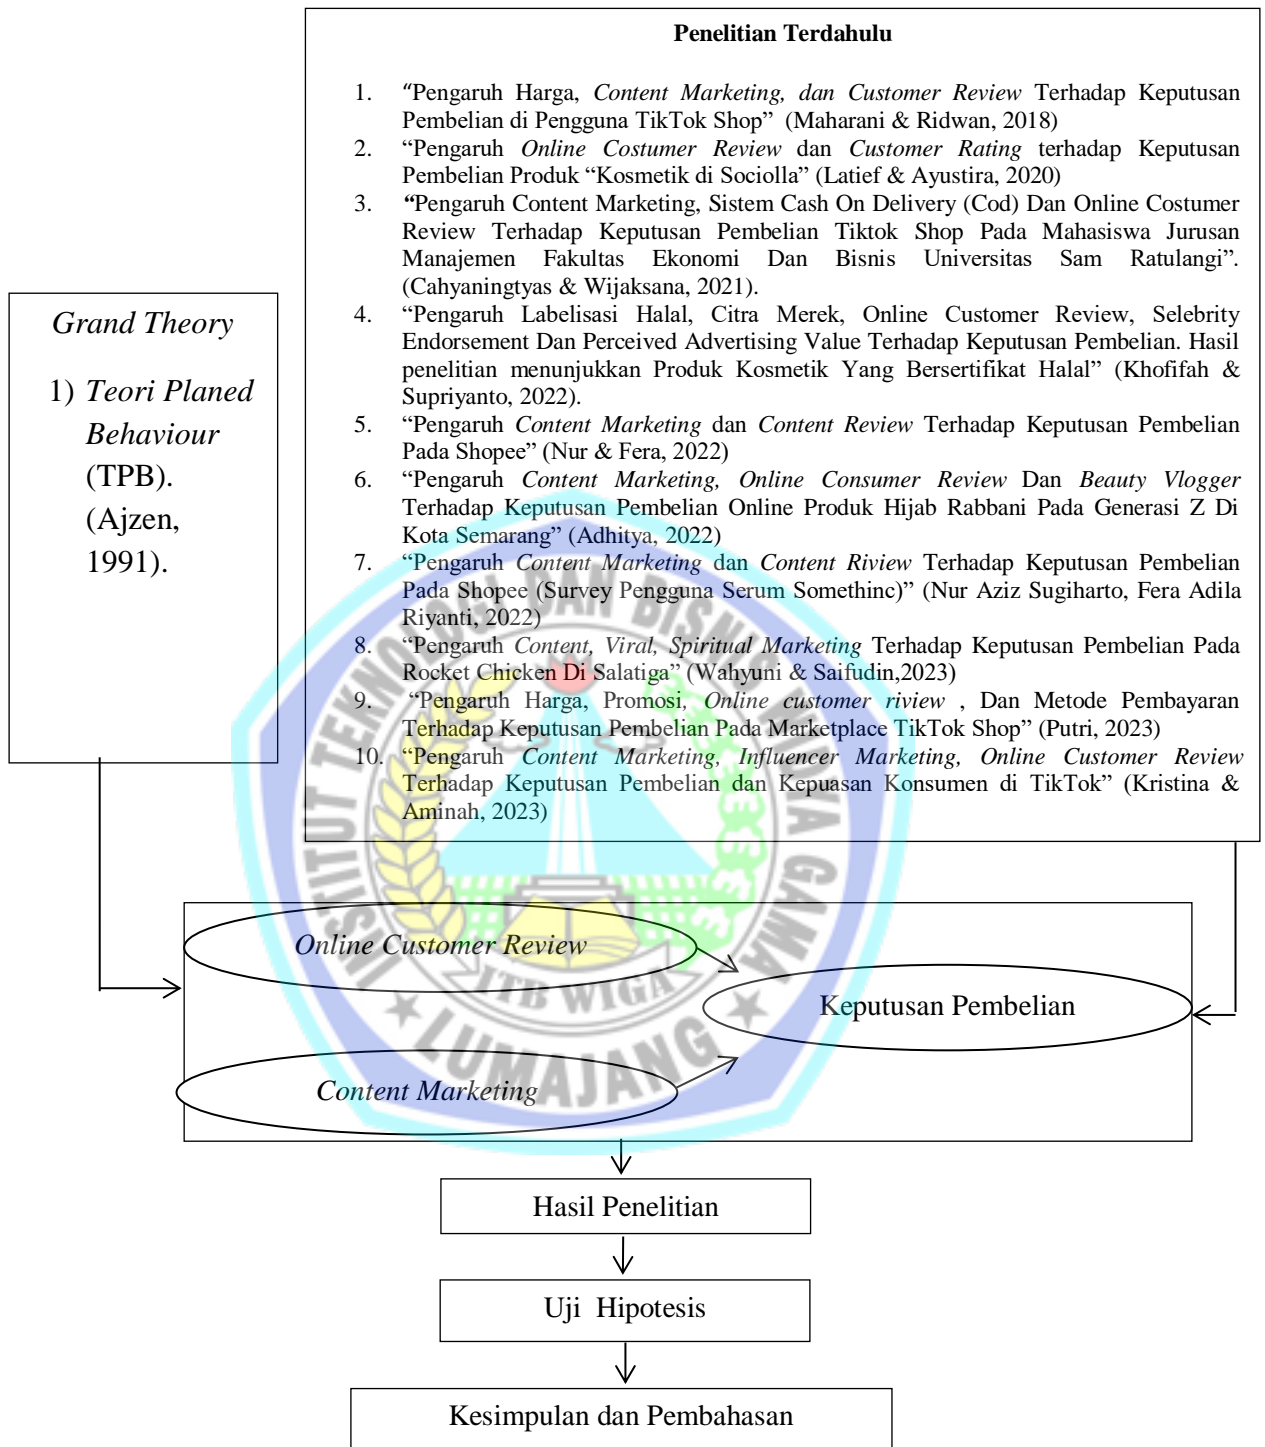 Penelitian Terdahulu
1. “Pengaruh Harga, Content Marketing, dan Customer Review Terhadap Keputusan
Pembelian di Pengguna TikTok Shop” (Maharani & Ridwan, 2018)
2. “Pengaruh Online Costumer Review dan Customer Rating terhadap Keputusan
Pembelian Produk “Kosmetik di Sociolla” (Latief & Ayustira, 2020)
3. “Pengaruh Content Marketing, Sistem Cash On Delivery (Cod) Dan Online Costumer
Review Terhadap Keputusan Pembelian Tiktok Shop Pada Mahasiswa Jurusan
Manajemen Fakultas Ekonomi Dan Bisnis Universitas Sam Ratulangi”.
(Cahyaningtyas & Wijaksana, 2021).
4. “Pengaruh Labelisasi Halal, Citra Merek, Online Customer Review, Selebrity
Endorsement Dan Perceived Advertising Value Terhadap Keputusan Pembelian. Hasil
penelitian menunjukkan Produk Kosmetik Yang Bersertifikat Halal” (Khofifah &
Supriyanto, 2022).
5. “Pengaruh Content Marketing dan Content Review Terhadap Keputusan Pembelian
Pada Shopee” (Nur & Fera, 2022)
6. “Pengaruh Content Marketing, Online Consumer Review Dan Beauty Vlogger
Terhadap Keputusan Pembelian Online Produk Hijab Rabbani Pada Generasi Z Di
Kota Semarang” (Adhitya, 2022)
7. “Pengaruh Content Marketing dan Content Riview Terhadap Keputusan Pembelian
Pada Shopee (Survey Pengguna Serum Somethinc)” (Nur Aziz Sugiharto, Fera Adila
Riyanti, 2022)
8. “Pengaruh Content, Viral, Spiritual Marketing Terhadap Keputusan Pembelian Pada
Rocket Chicken Di Salatiga” (Wahyuni & Saifudin,2023)
9. “Pengaruh Harga, Promosi, Online customer riview , Dan Metode Pembayaran
Terhadap Keputusan Pembelian Pada Marketplace TikTok Shop” (Putri, 2023)
10. “Pengaruh Content Marketing, Influencer Marketing, Online Customer Review
Terhadap Keputusan Pembelian dan Kepuasan Konsumen di TikTok” (Kristina &
Aminah, 2023)
Grand Theory
1) Teori Planed
Behaviour
(TPB).
(Ajzen,
1991).
INSTITUT TEKNOLOGI DAN BISNIS WIDYA GAMA
ITB WIGA
LUMAJANG
Online Customer Review
Keputusan Pembelian
Content Marketing
Hasil Penelitian
Uji Hipotesis
Kesimpulan dan Pembahasan